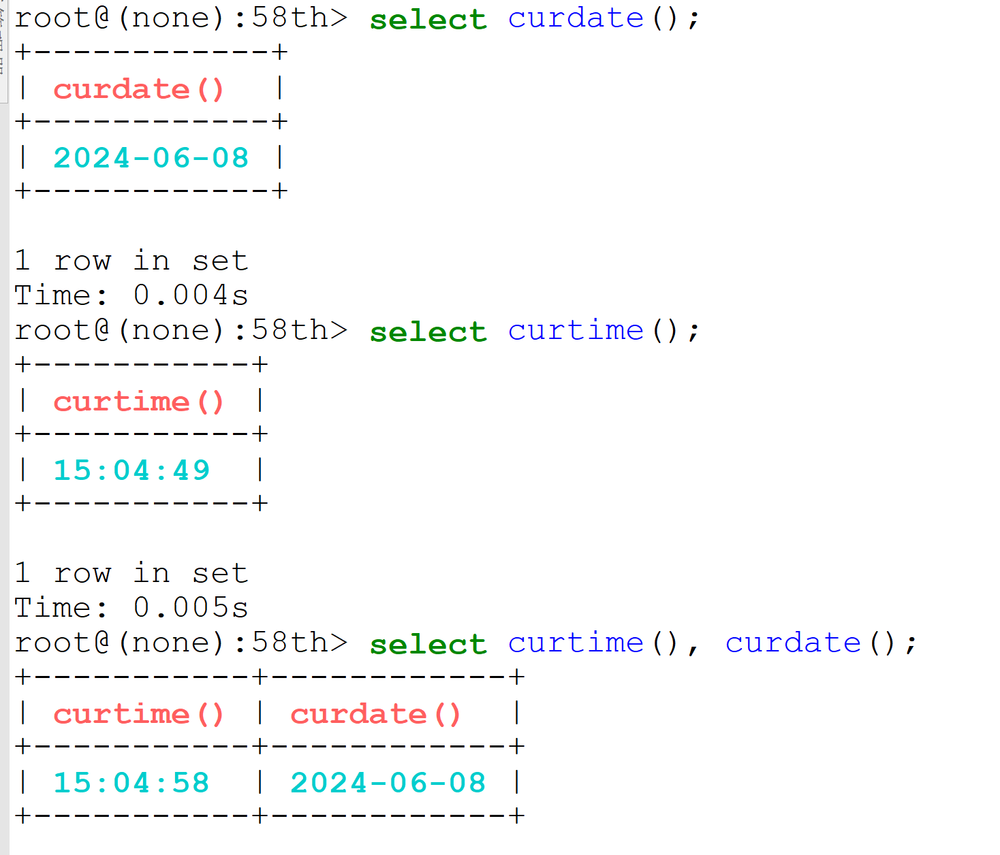 root@(none):58th> select curdate();
+------------+
| curdate()  |
+------------+
| 2024-06-08 |
+------------+
1 row in set
Time: 0.004s
root@(none):58th> select curtime();
+-----------+
| curtime() |
+-----------+
| 15:04:49  |
+-----------+
1 row in set
Time: 0.005s
root@(none):58th> select curtime(), curdate();
+-----------+------------+
| curtime() | curdate()  |
+-----------+------------+
| 15:04:58  | 2024-06-08 |
+-----------+------------+